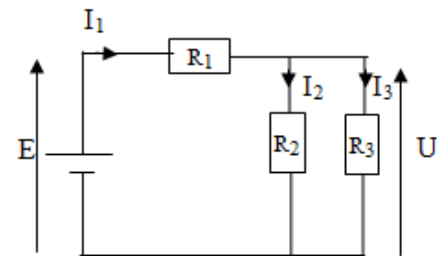 I₁
R₁
I₂ I₃
E R₂ R₃ U